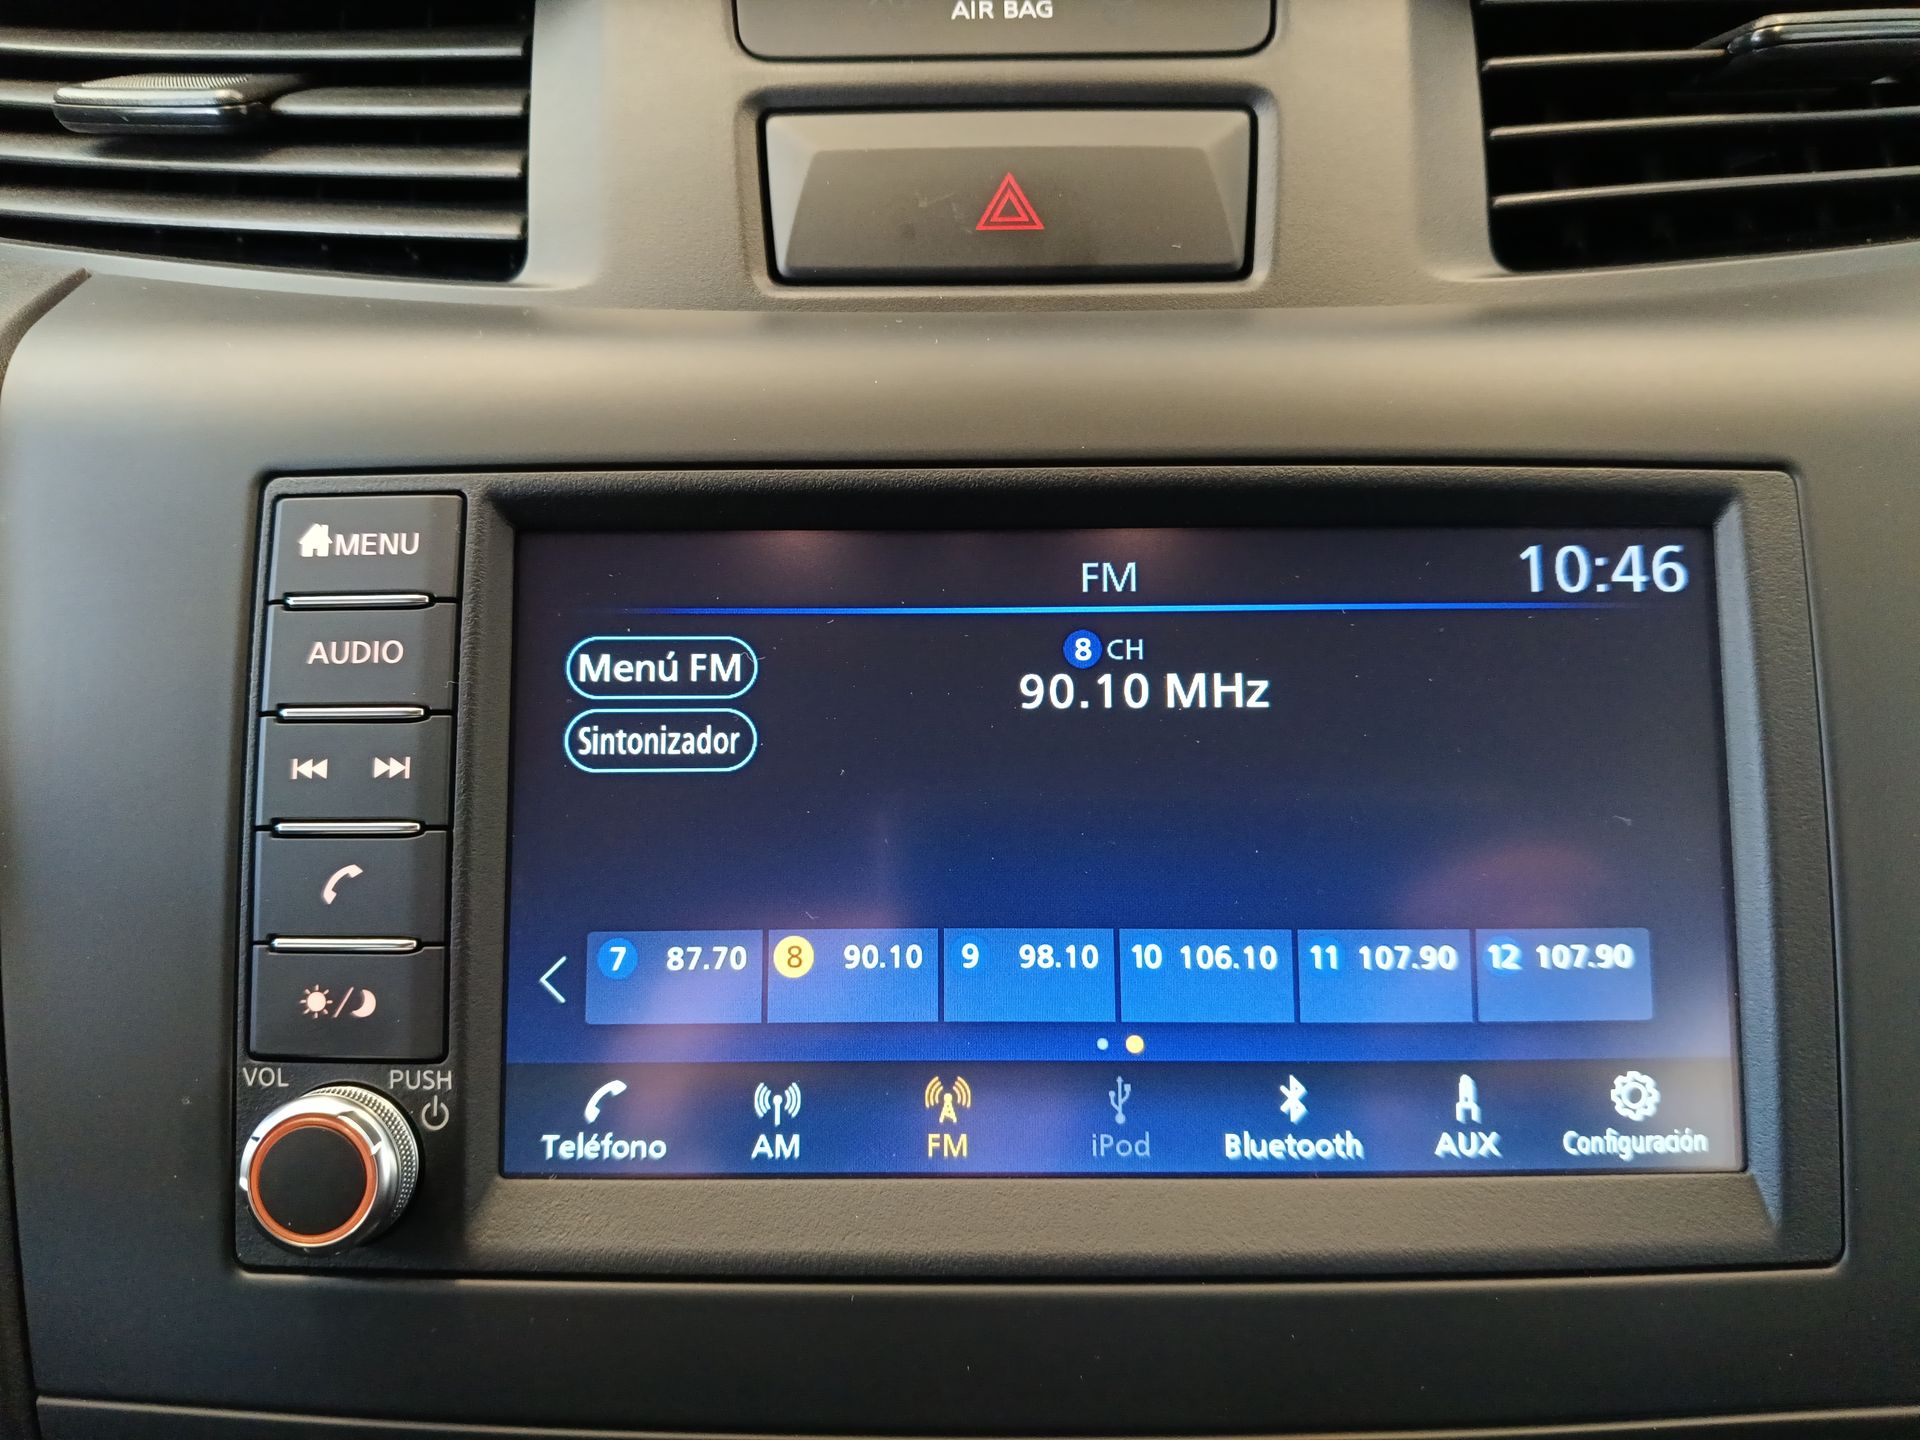 AIR BAG
MENU
AUDIO
VOL
PUSH
FM
10:46
Menú FM
8 CH
90.10 MHz
Sintonizador
7 87.70
8 90.10
9 98.10
10 106.10
11 107.90
12 107.90
Teléfono
AM
FM
iPod
Bluetooth
AUX
Configuración